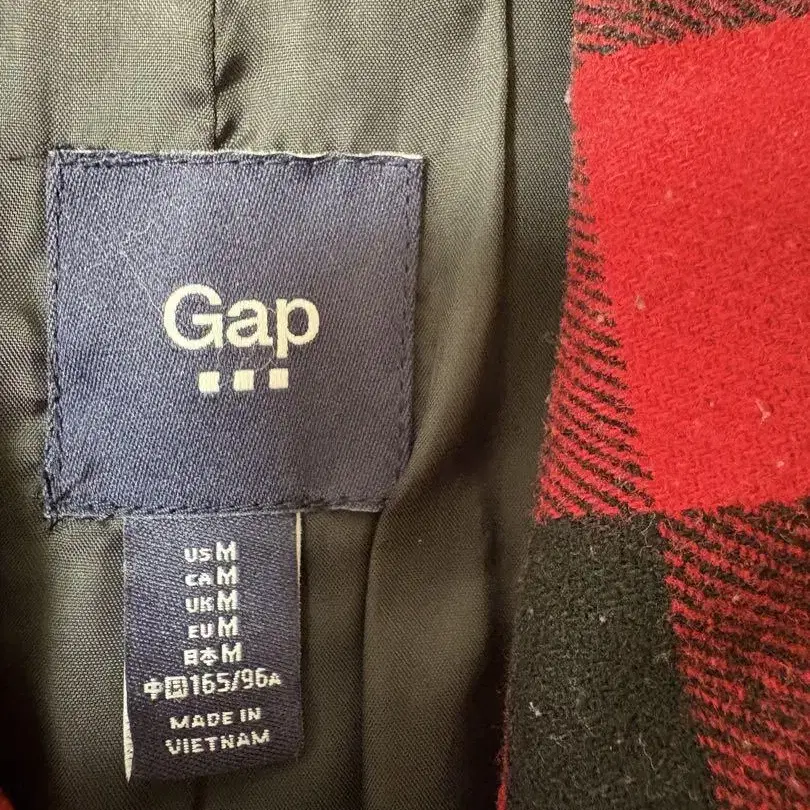 Gap
US M
CA M
UK M
EU M
日本 M
中国 165/96A
MADE IN
VIETNAM